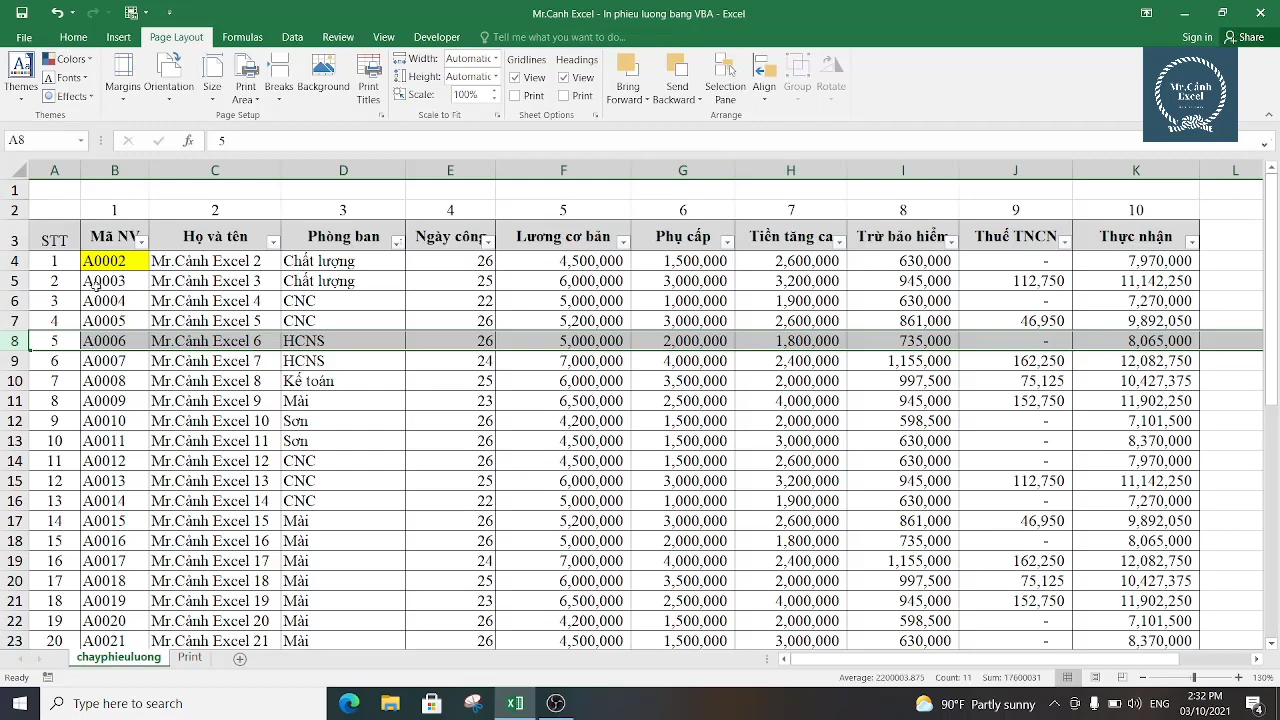 Mr.Canh Excel - In phieu luong bang VBA - Excel
File Home Insert Page Layout Formulas Data Review View Developer Tell me what you want to do... Sign in Share
Themes Colors Fonts Effects Margins Orientation Size Print Area Breaks Background Print Titles Width: Automatic Height: Automatic Scale: 100% Gridlines View Print Headings View Print Bring Forward Send Backward Selection Pane Align Group Rotate
Themes Page Setup Scale to Fit Sheet Options Arrange
Mr.Cảnh
Excel
A8 fx 5
A B C D E F G H I J K L
1
2 1 2 3 4 5 6 7 8 9 10
3 STT Mã NV Họ và tên Phòng ban Ngày công Lương cơ bản Phụ cấp Tiền tăng ca Trừ bảo hiểm Thuế TNCN Thực nhận
4 1 A0002 Mr.Cảnh Excel 2 Chất lượng 26 4,500,000 1,500,000 2,600,000 630,000 - 7,970,000
5 2 A0003 Mr.Cảnh Excel 3 Chất lượng 25 6,000,000 3,000,000 3,200,000 945,000 112,750 11,142,250
6 3 A0004 Mr.Cảnh Excel 4 CNC 22 5,000,000 1,000,000 1,900,000 630,000 - 7,270,000
7 4 A0005 Mr.Cảnh Excel 5 CNC 26 5,200,000 3,000,000 2,600,000 861,000 46,950 9,892,050
8 5 A0006 Mr.Cảnh Excel 6 HCNS 26 5,000,000 2,000,000 1,800,000 735,000 - 8,065,000
9 6 A0007 Mr.Cảnh Excel 7 HCNS 24 7,000,000 4,000,000 2,400,000 1,155,000 162,250 12,082,750
10 7 A0008 Mr.Cảnh Excel 8 Kế toán 25 6,000,000 3,500,000 2,000,000 997,500 75,125 10,427,375
11 8 A0009 Mr.Cảnh Excel 9 Mài 23 6,500,000 2,500,000 4,000,000 945,000 152,750 11,902,250
12 9 A0010 Mr.Cảnh Excel 10 Sơn 26 4,200,000 1,500,000 2,000,000 598,500 - 7,101,500
13 10 A0011 Mr.Cảnh Excel 11 Sơn 26 4,500,000 1,500,000 3,000,000 630,000 - 8,370,000
14 11 A0012 Mr.Cảnh Excel 12 CNC 26 4,500,000 1,500,000 2,600,000 630,000 - 7,970,000
15 12 A0013 Mr.Cảnh Excel 13 CNC 25 6,000,000 3,000,000 3,200,000 945,000 112,750 11,142,250
16 13 A0014 Mr.Cảnh Excel 14 CNC 22 5,000,000 1,000,000 1,900,000 630,000 - 7,270,000
17 14 A0015 Mr.Cảnh Excel 15 Mài 26 5,200,000 3,000,000 2,600,000 861,000 46,950 9,892,050
18 15 A0016 Mr.Cảnh Excel 16 Mài 26 5,000,000 2,000,000 1,800,000 735,000 - 8,065,000
19 16 A0017 Mr.Cảnh Excel 17 Mài 24 7,000,000 4,000,000 2,400,000 1,155,000 162,250 12,082,750
20 17 A0018 Mr.Cảnh Excel 18 Mài 25 6,000,000 3,500,000 2,000,000 997,500 75,125 10,427,375
21 18 A0019 Mr.Cảnh Excel 19 Mài 23 6,500,000 2,500,000 4,000,000 945,000 152,750 11,902,250
22 19 A0020 Mr.Cảnh Excel 20 Mài 26 4,200,000 1,500,000 2,000,000 598,500 - 7,101,500
23 20 A0021 Mr.Cảnh Excel 21 Mài 26 4,500,000 1,500,000 3,000,000 630,000 - 8,370,000
chayphieuluong Print
Ready Average: 2200003.875 Count: 11 Sum: 17600031 130%
Type here to search 90°F Partly sunny ENG 2:32 PM
03/10/2021